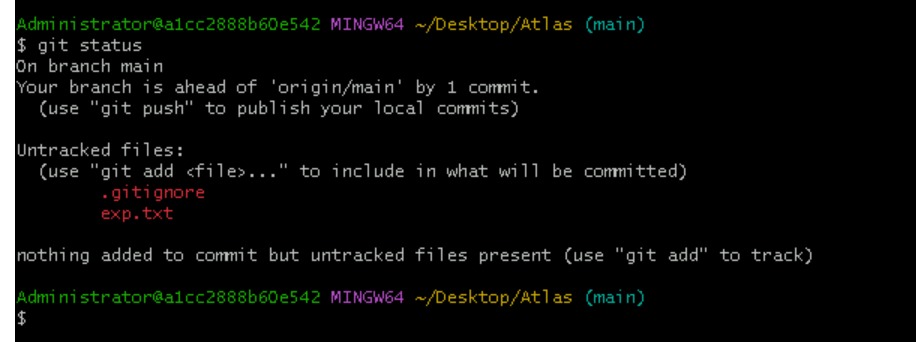 Administrator@a1cc2888b60e542 MINGW64 ~/Desktop/Atlas (main)
$ git status
On branch main
Your branch is ahead of 'origin/main' by 1 commit.
  (use "git push" to publish your local commits)

Untracked files:
  (use "git add <file>..." to include in what will be committed)
        .gitignore
        exp.txt

nothing added to commit but untracked files present (use "git add" to track)

Administrator@a1cc2888b60e542 MINGW64 ~/Desktop/Atlas (main)
$